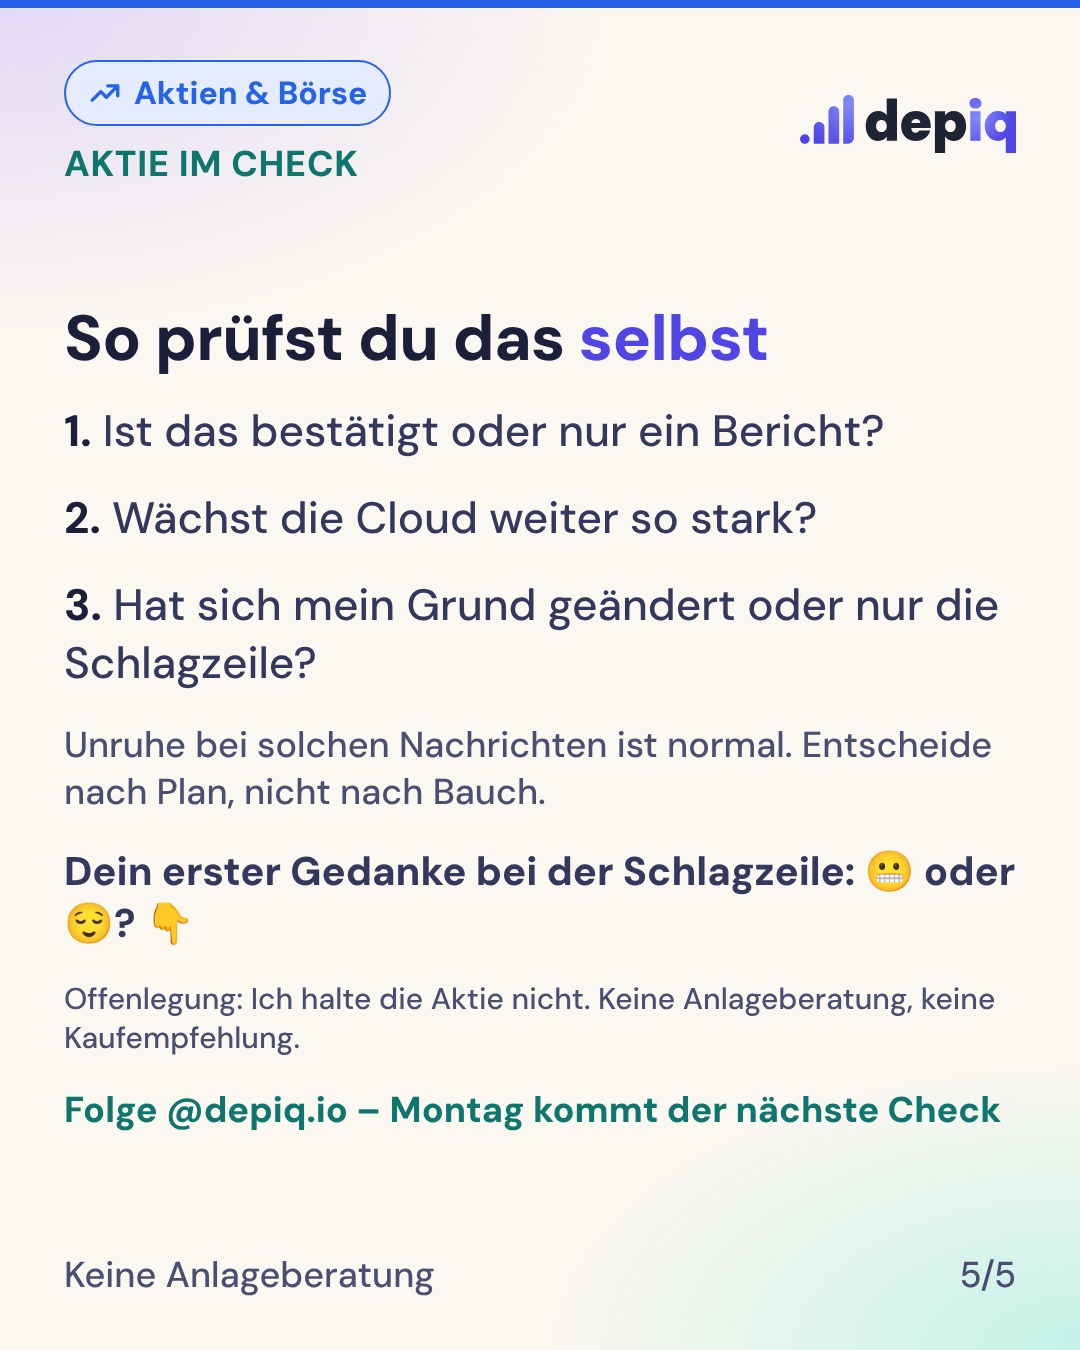 Aktien & Börse
depiq
AKTIE IM CHECK
So prüfst du das selbst
1. Ist das bestätigt oder nur ein Bericht?
2. Wächst die Cloud weiter so stark?
3. Hat sich mein Grund geändert oder nur die
Schlagzeile?
Unruhe bei solchen Nachrichten ist normal. Entscheide
nach Plan, nicht nach Bauch.
Dein erster Gedanke bei der Schlagzeile: 😬 oder
😌? 👇
Offenlegung: Ich halte die Aktie nicht. Keine Anlageberatung, keine
Kaufempfehlung.
Folge @depiq.io – Montag kommt der nächste Check
Keine Anlageberatung
5/5